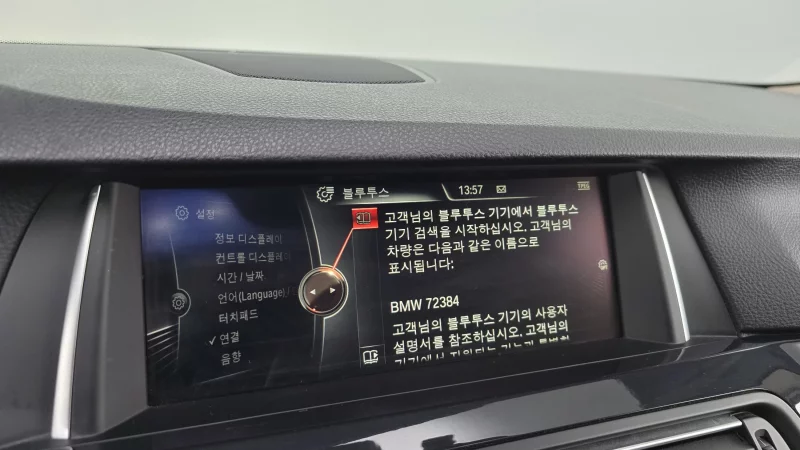 블루투스
13:57
TPEG
설정
정보 디스플레이
컨트롤 디스플레이
시간 / 날짜
언어(Language) /
터치패드
✓ 연결
음향
고객님의 블루투스 기기에서 블루투스
기기 검색을 시작하십시오. 고객님의
차량은 다음과 같은 이름으로
표시됩니다:
BMW 72384
고객님의 블루투스 기기의 사용자
설명서를 참조하십시오. 고객님의